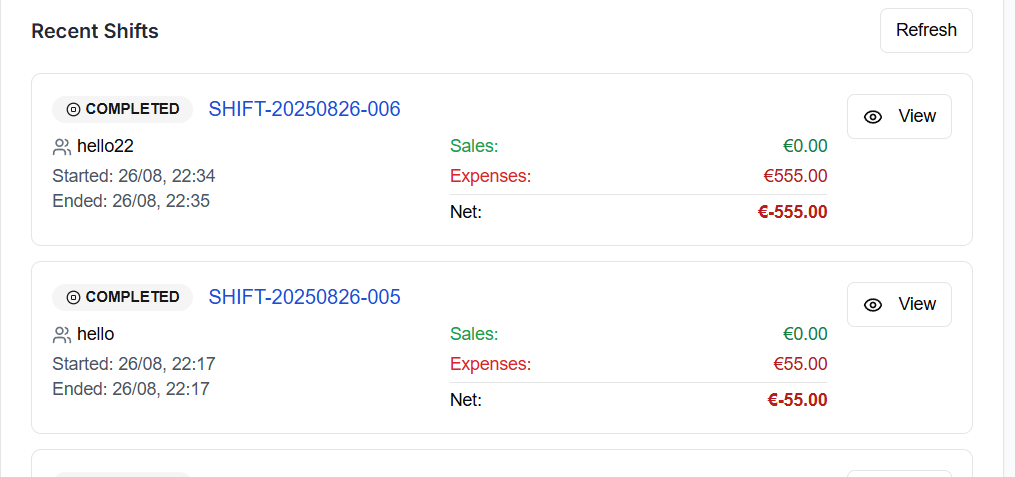 Recent Shifts
Refresh
COMPLETED SHIFT-20250826-006
View
hello22
Sales: €0.00
Started: 26/08, 22:34
Expenses: €555.00
Ended: 26/08, 22:35
Net: €-555.00
COMPLETED SHIFT-20250826-005
View
hello
Sales: €0.00
Started: 26/08, 22:17
Expenses: €55.00
Ended: 26/08, 22:17
Net: €-55.00